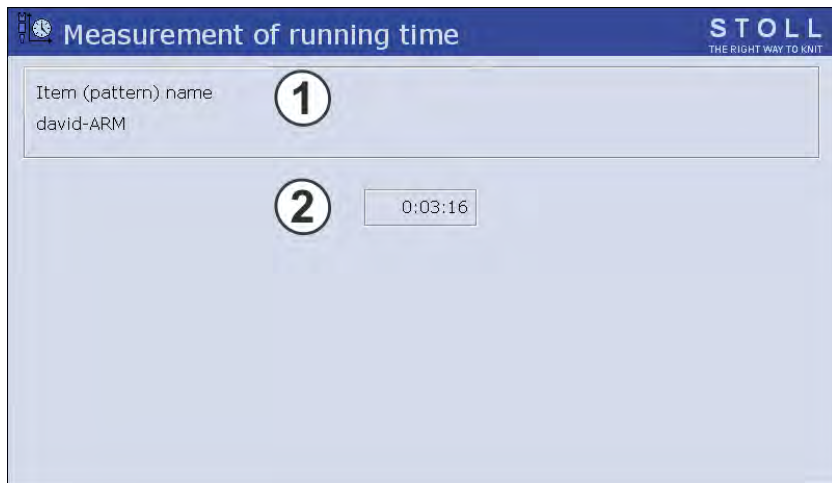 Measurement of running time
STOLL
THE RIGHT WAY TO KNIT
Item (pattern) name
1
david-ARM
2
0:03:16